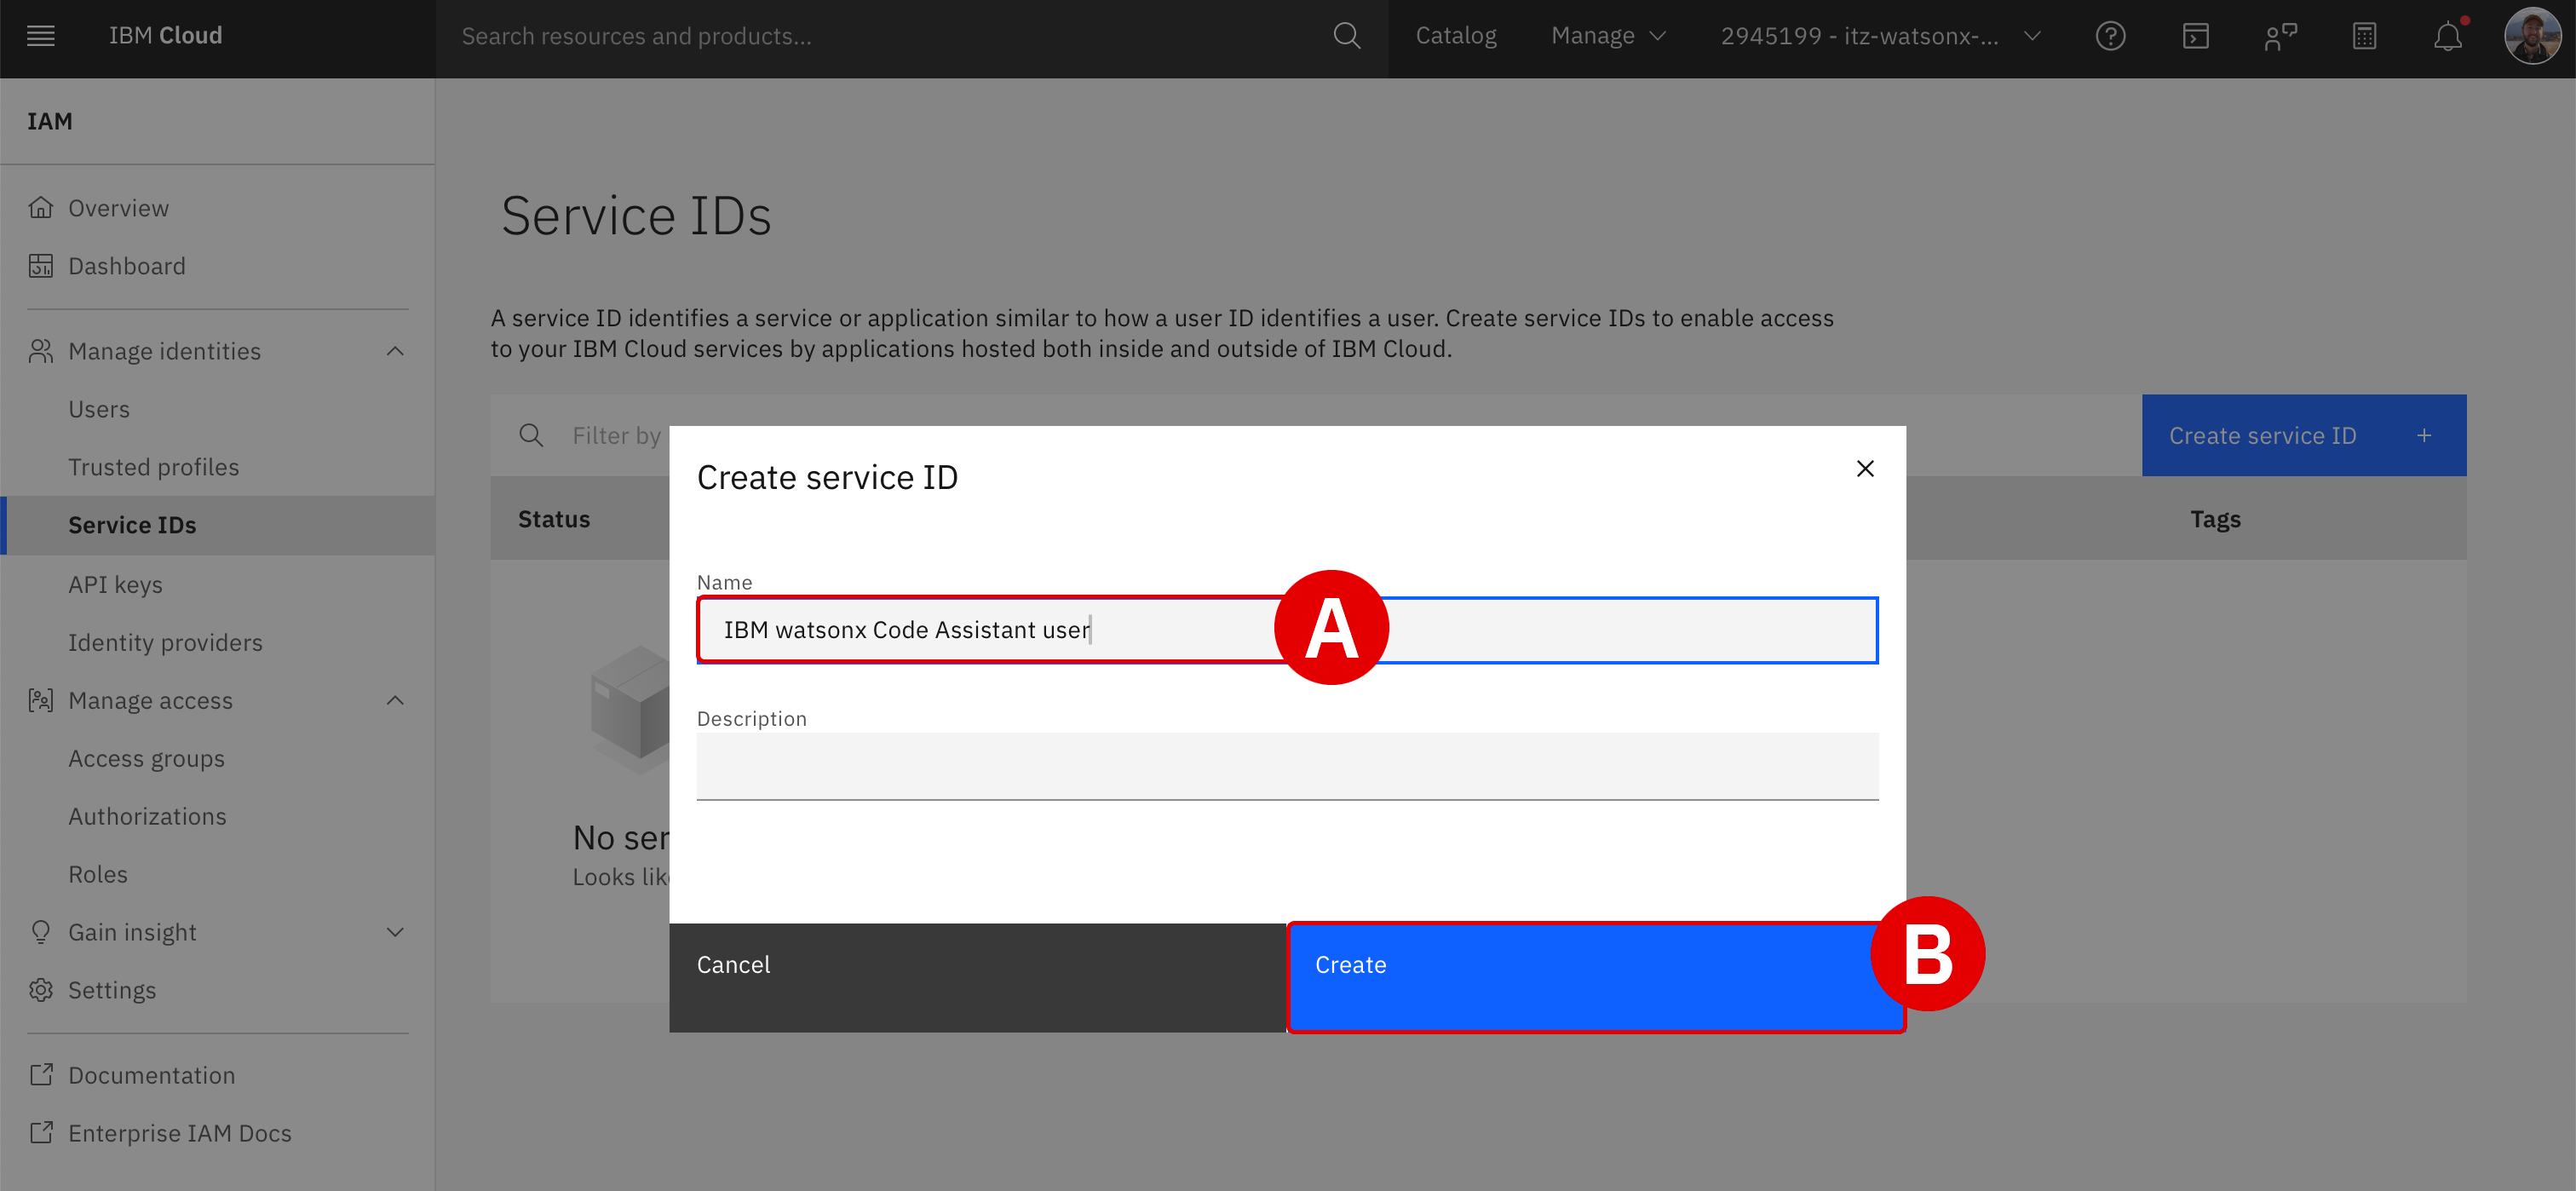 IBM Cloud
Search resources and products...
Catalog
Manage
2945199 - itz-watsonx-...
IAM
Overview
Dashboard
Manage identities
Users
Trusted profiles
Service IDs
API keys
Identity providers
Manage access
Access groups
Authorizations
Roles
Gain insight
Settings
Documentation
Enterprise IAM Docs
Service IDs
A service ID identifies a service or application similar to how a user ID identifies a user. Create service IDs to enable access
to your IBM Cloud services by applications hosted both inside and outside of IBM Cloud.
Filter by
Create service ID +
Status
Tags
No ser
Looks lik
Create service ID
Name
IBM watsonx Code Assistant user
A
Description
Cancel
Create
B